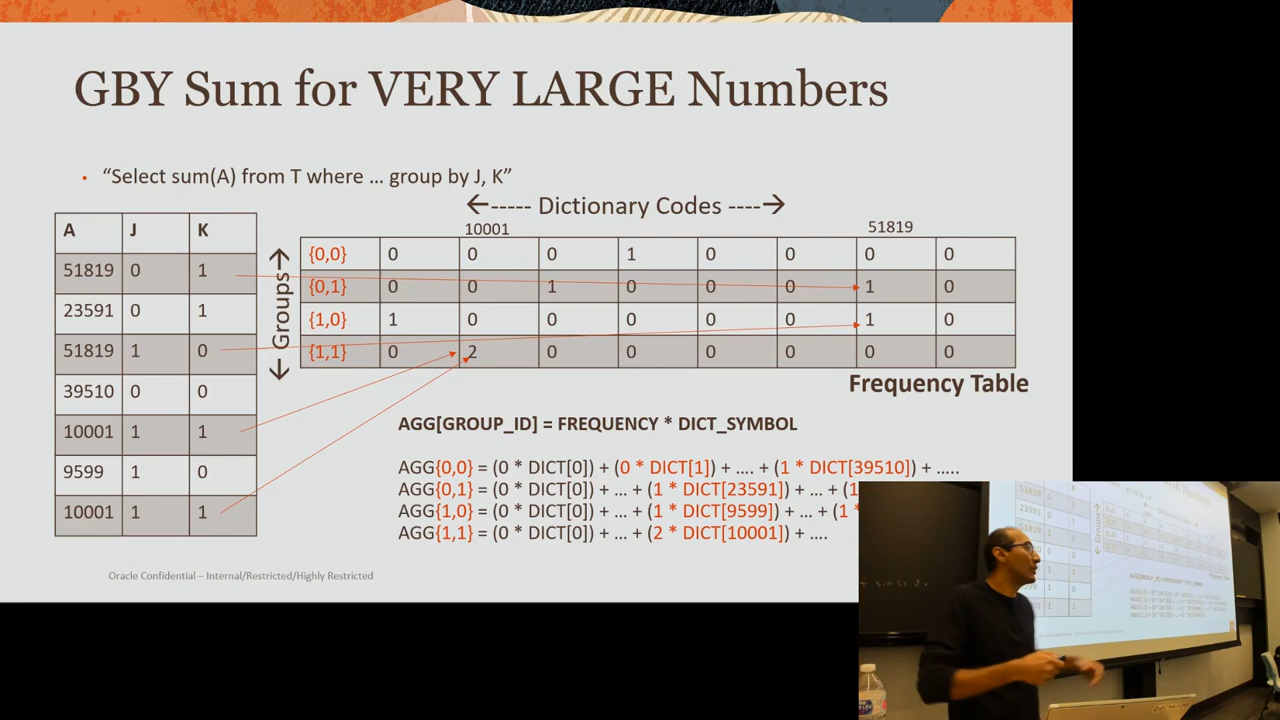 GBY Sum for VERY LARGE Numbers
• “Select sum(A) from T where ... group by J, K”
←----- Dictionary Codes ----→
10001 51819
A J K
51819 0 1
23591 0 1
51819 1 0
39510 0 0
10001 1 1
9599 1 0
10001 1 1
← Groups →
{0,0} 0 0 0 1 0 0 0 0
{0,1} 0 0 1 0 0 0 1 0
{1,0} 1 0 0 0 0 0 1 0
{1,1} 0 2 0 0 0 0 0 0
Frequency Table
AGG[GROUP_ID] = FREQUENCY * DICT_SYMBOL
AGG{0,0} = (0 * DICT[0]) + (0 * DICT[1]) + .... + (1 * DICT[39510]) + .....
AGG{0,1} = (0 * DICT[0]) + ... + (1 * DICT[23591]) + ... + (1
AGG{1,0} = (0 * DICT[0]) + ... + (1 * DICT[9599]) + ... + (1 *
AGG{1,1} = (0 * DICT[0]) + ... + (2 * DICT[10001]) + ....
Oracle Confidential – Internal/Restricted/Highly Restricted